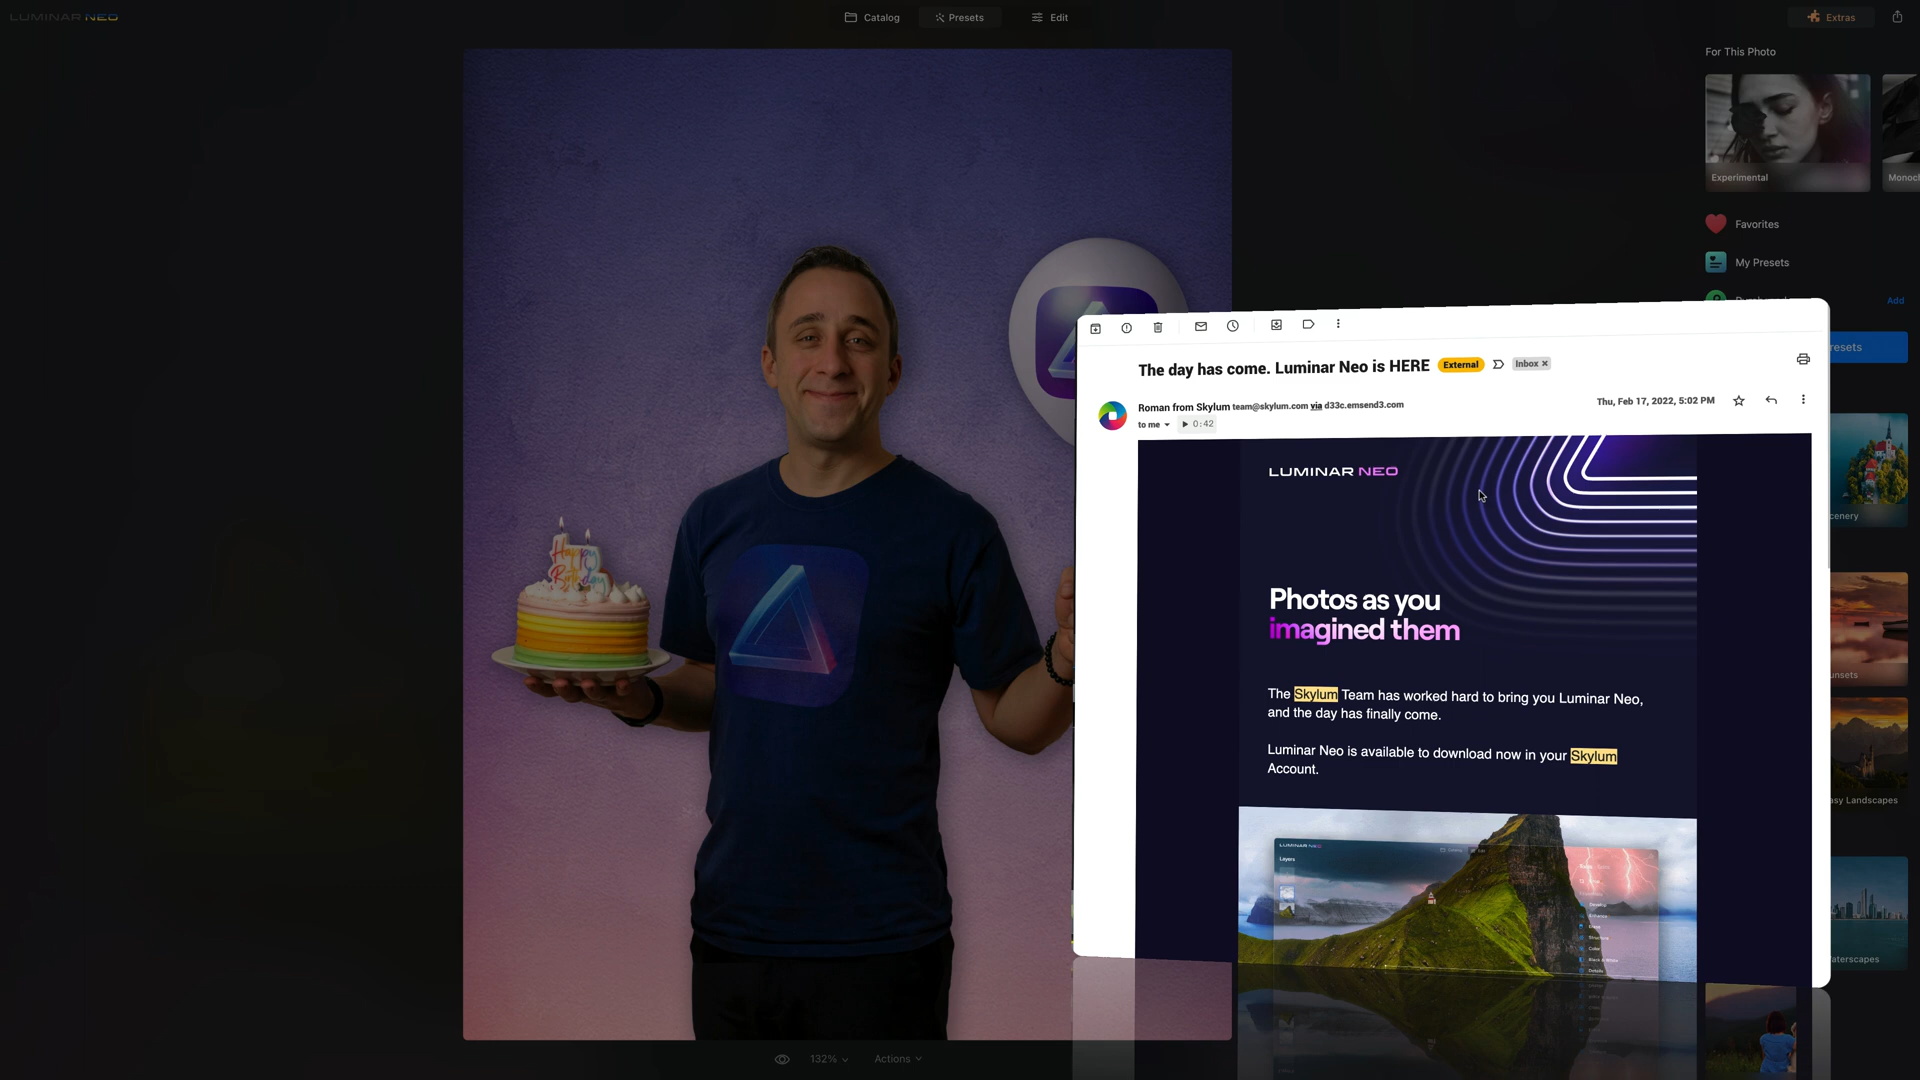 LUMINAR NEO
Catalog
Presets
Edit
Extras
For This Photo
Experimental
Favorites
My Presets
Add
The day has come. Luminar Neo is HERE
External
Inbox ×
Roman from Skylum team@skylum.com via d33c.emsend3.com
Thu, Feb 17, 2022, 5:02 PM
to me
0:42
LUMINAR NEO
Photos as you
imagined them
The Skylum Team has worked hard to bring you Luminar Neo,
and the day has finally come.
Luminar Neo is available to download now in your Skylum
Account.
LUMINAR NEO
Layers
Happy
Birthday
132%
Actions